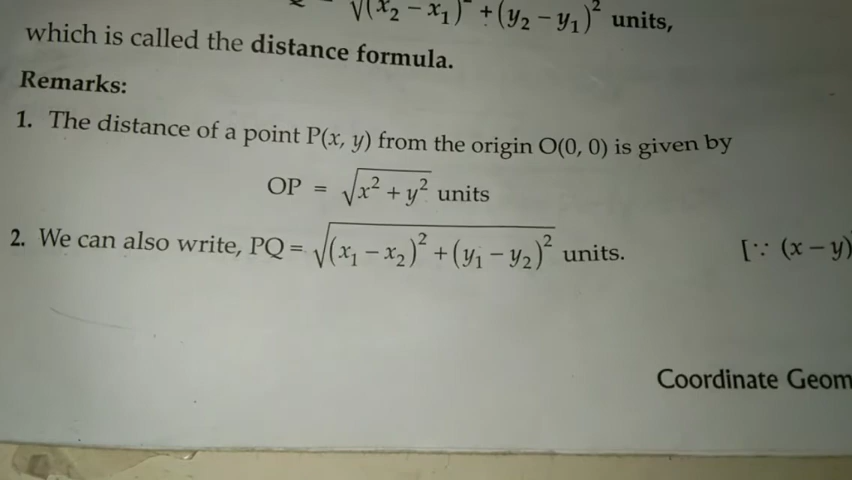 √(x₂ − x₁)² + (y₂ − y₁)² units,
which is called the distance formula.
Remarks:
1. The distance of a point P(x, y) from the origin O(0, 0) is given by
OP = √x² + y² units
2. We can also write, PQ = √(x₁ − x₂)² + (y₁ − y₂)² units. [∵ (x − y)
Coordinate Geom